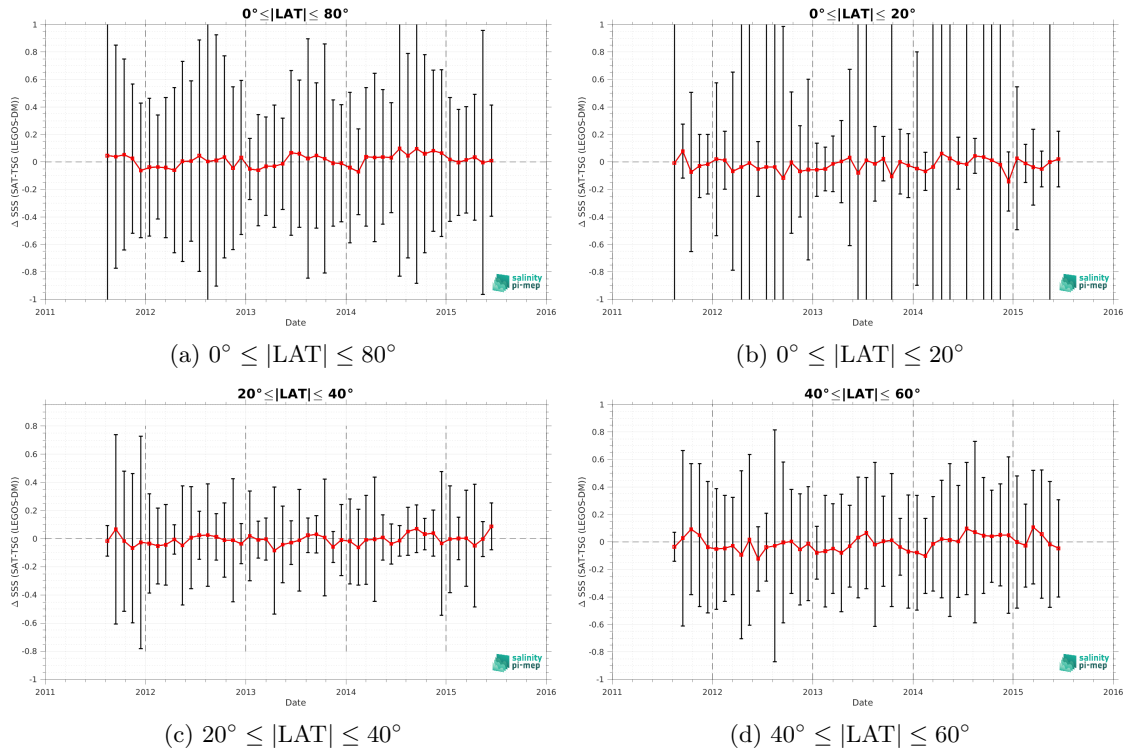 0°≤|LAT|≤ 80°
1
0.8
0.6
0.4
0.2
0
-0.2
-0.4
-0.6
-0.8
-1
Δ SSS (SAT-TSG (LEGOS-DM))
2011 2012 2013 2014 2015 2016
Date
salinity
pi-mep
(a) 0° ≤ |LAT| ≤ 80°
0°≤|LAT|≤ 20°
1
0.8
0.6
0.4
0.2
0
-0.2
-0.4
-0.6
-0.8
-1
Δ SSS (SAT-TSG (LEGOS-DM))
2011 2012 2013 2014 2015 2016
Date
salinity
pi-mep
(b) 0° ≤ |LAT| ≤ 20°
20°≤|LAT|≤ 40°
0.8
0.6
0.4
0.2
0
-0.2
-0.4
-0.6
-0.8
-1
Δ SSS (SAT-TSG (LEGOS-DM))
2011 2012 2013 2014 2015 2016
Date
salinity
pi-mep
(c) 20° ≤ |LAT| ≤ 40°
40°≤|LAT|≤ 60°
1
0.8
0.6
0.4
0.2
0
-0.2
-0.4
-0.6
-0.8
-1
Δ SSS (SAT-TSG (LEGOS-DM))
2011 2012 2013 2014 2015 2016
Date
salinity
pi-mep
(d) 40° ≤ |LAT| ≤ 60°